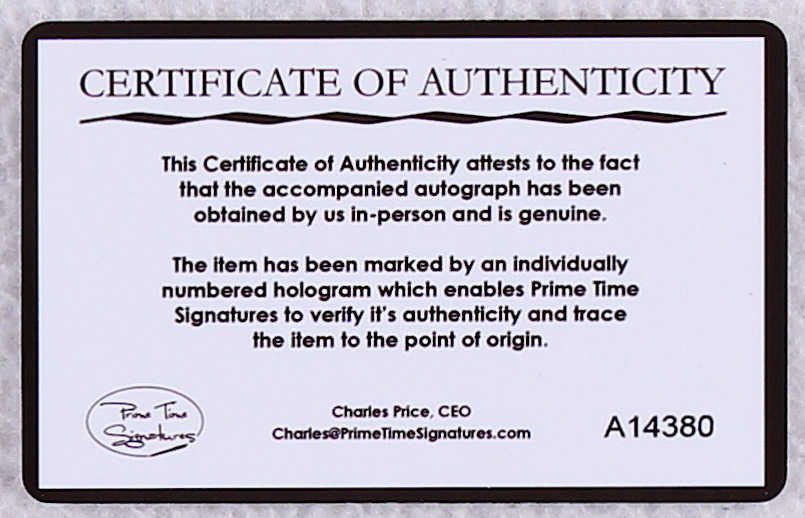 CERTIFICATE OF AUTHENTICITY
This Certificate of Authenticity attests to the fact
that the accompanied autograph has been
obtained by us in-person and is genuine.
The item has been marked by an individually
numbered hologram which enables Prime Time
Signatures to verify it's authenticity and trace
the item to the point of origin.
Prime Time
Signatures
Charles Price, CEO
Charles@PrimeTimeSignatures.com
A14380